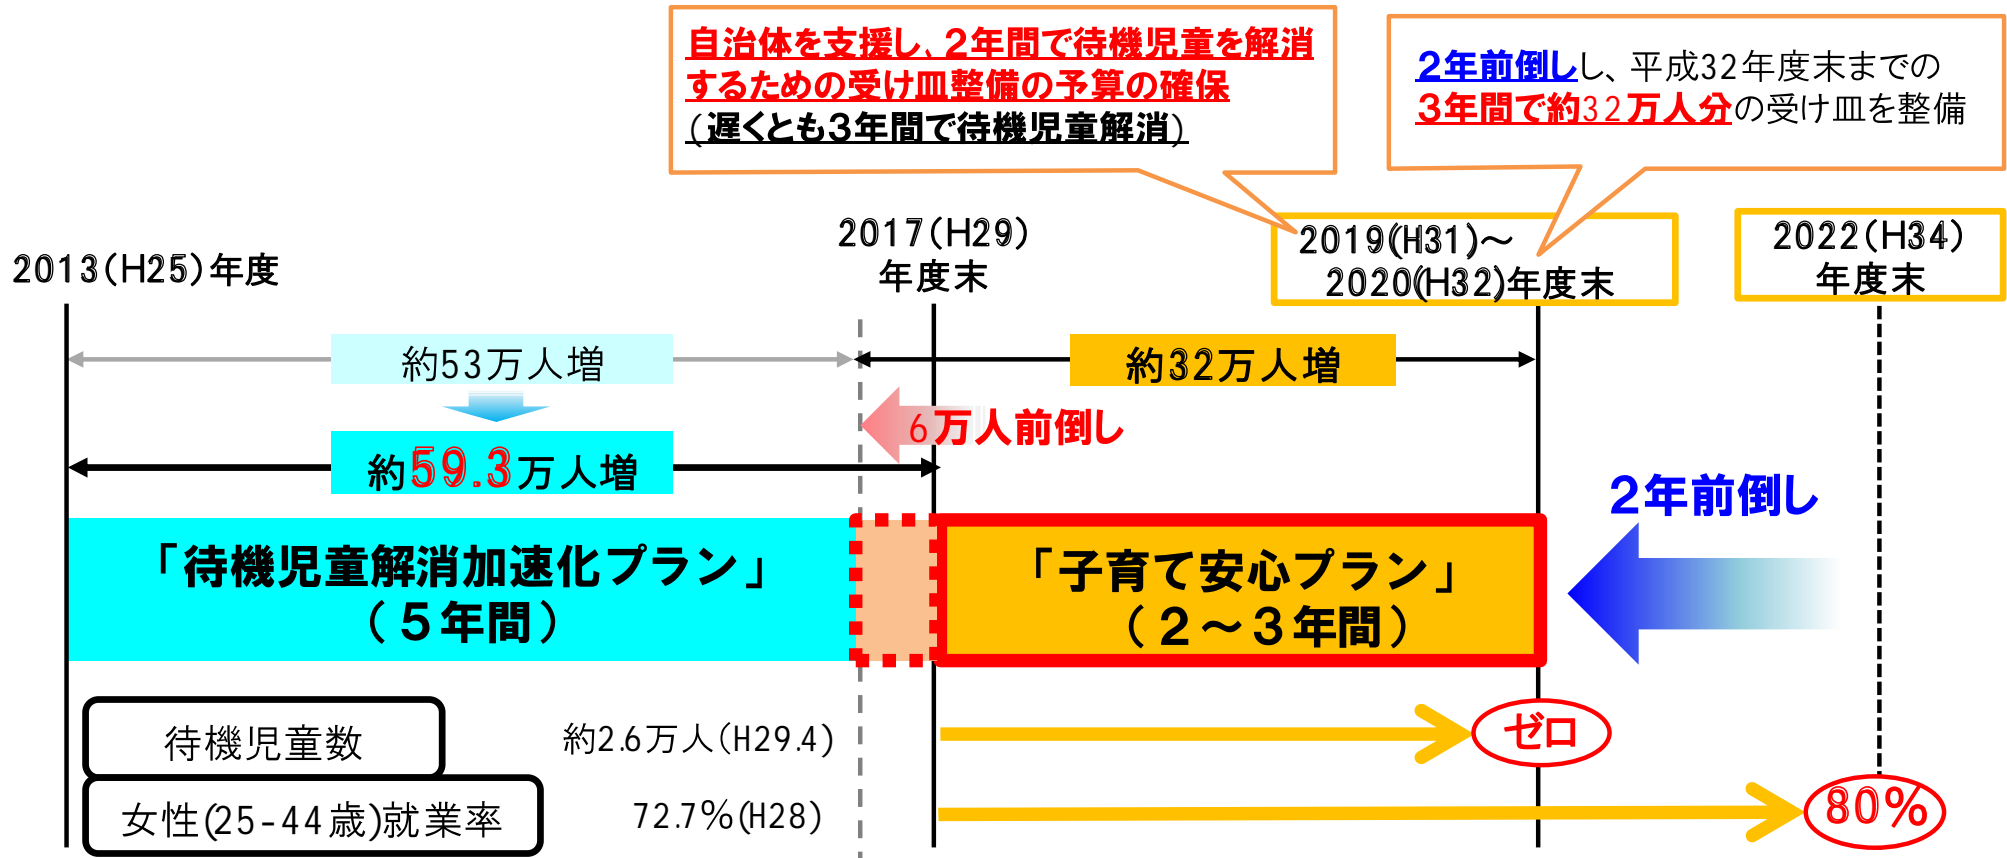 自治体を支援し、２年間で待機児童を解消
するための受け皿整備の予算の確保
（遅くとも３年間で待機児童解消）
２年前倒しし、平成32年度末までの
３年間で約32万人分の受け皿を整備
2013(H25)年度
2017(H29)
年度末
2019(H31)～
2020(H32)年度末
2022(H34)
年度末
約53万人増
約32万人増
6万人前倒し
約59.3万人増
２年前倒し
「待機児童解消加速化プラン」
（５年間）
「子育て安心プラン」
（２～３年間）
待機児童数
約2.6万人(H29.4)
ゼロ
女性(25-44歳)就業率
72.7％(H28)
80％